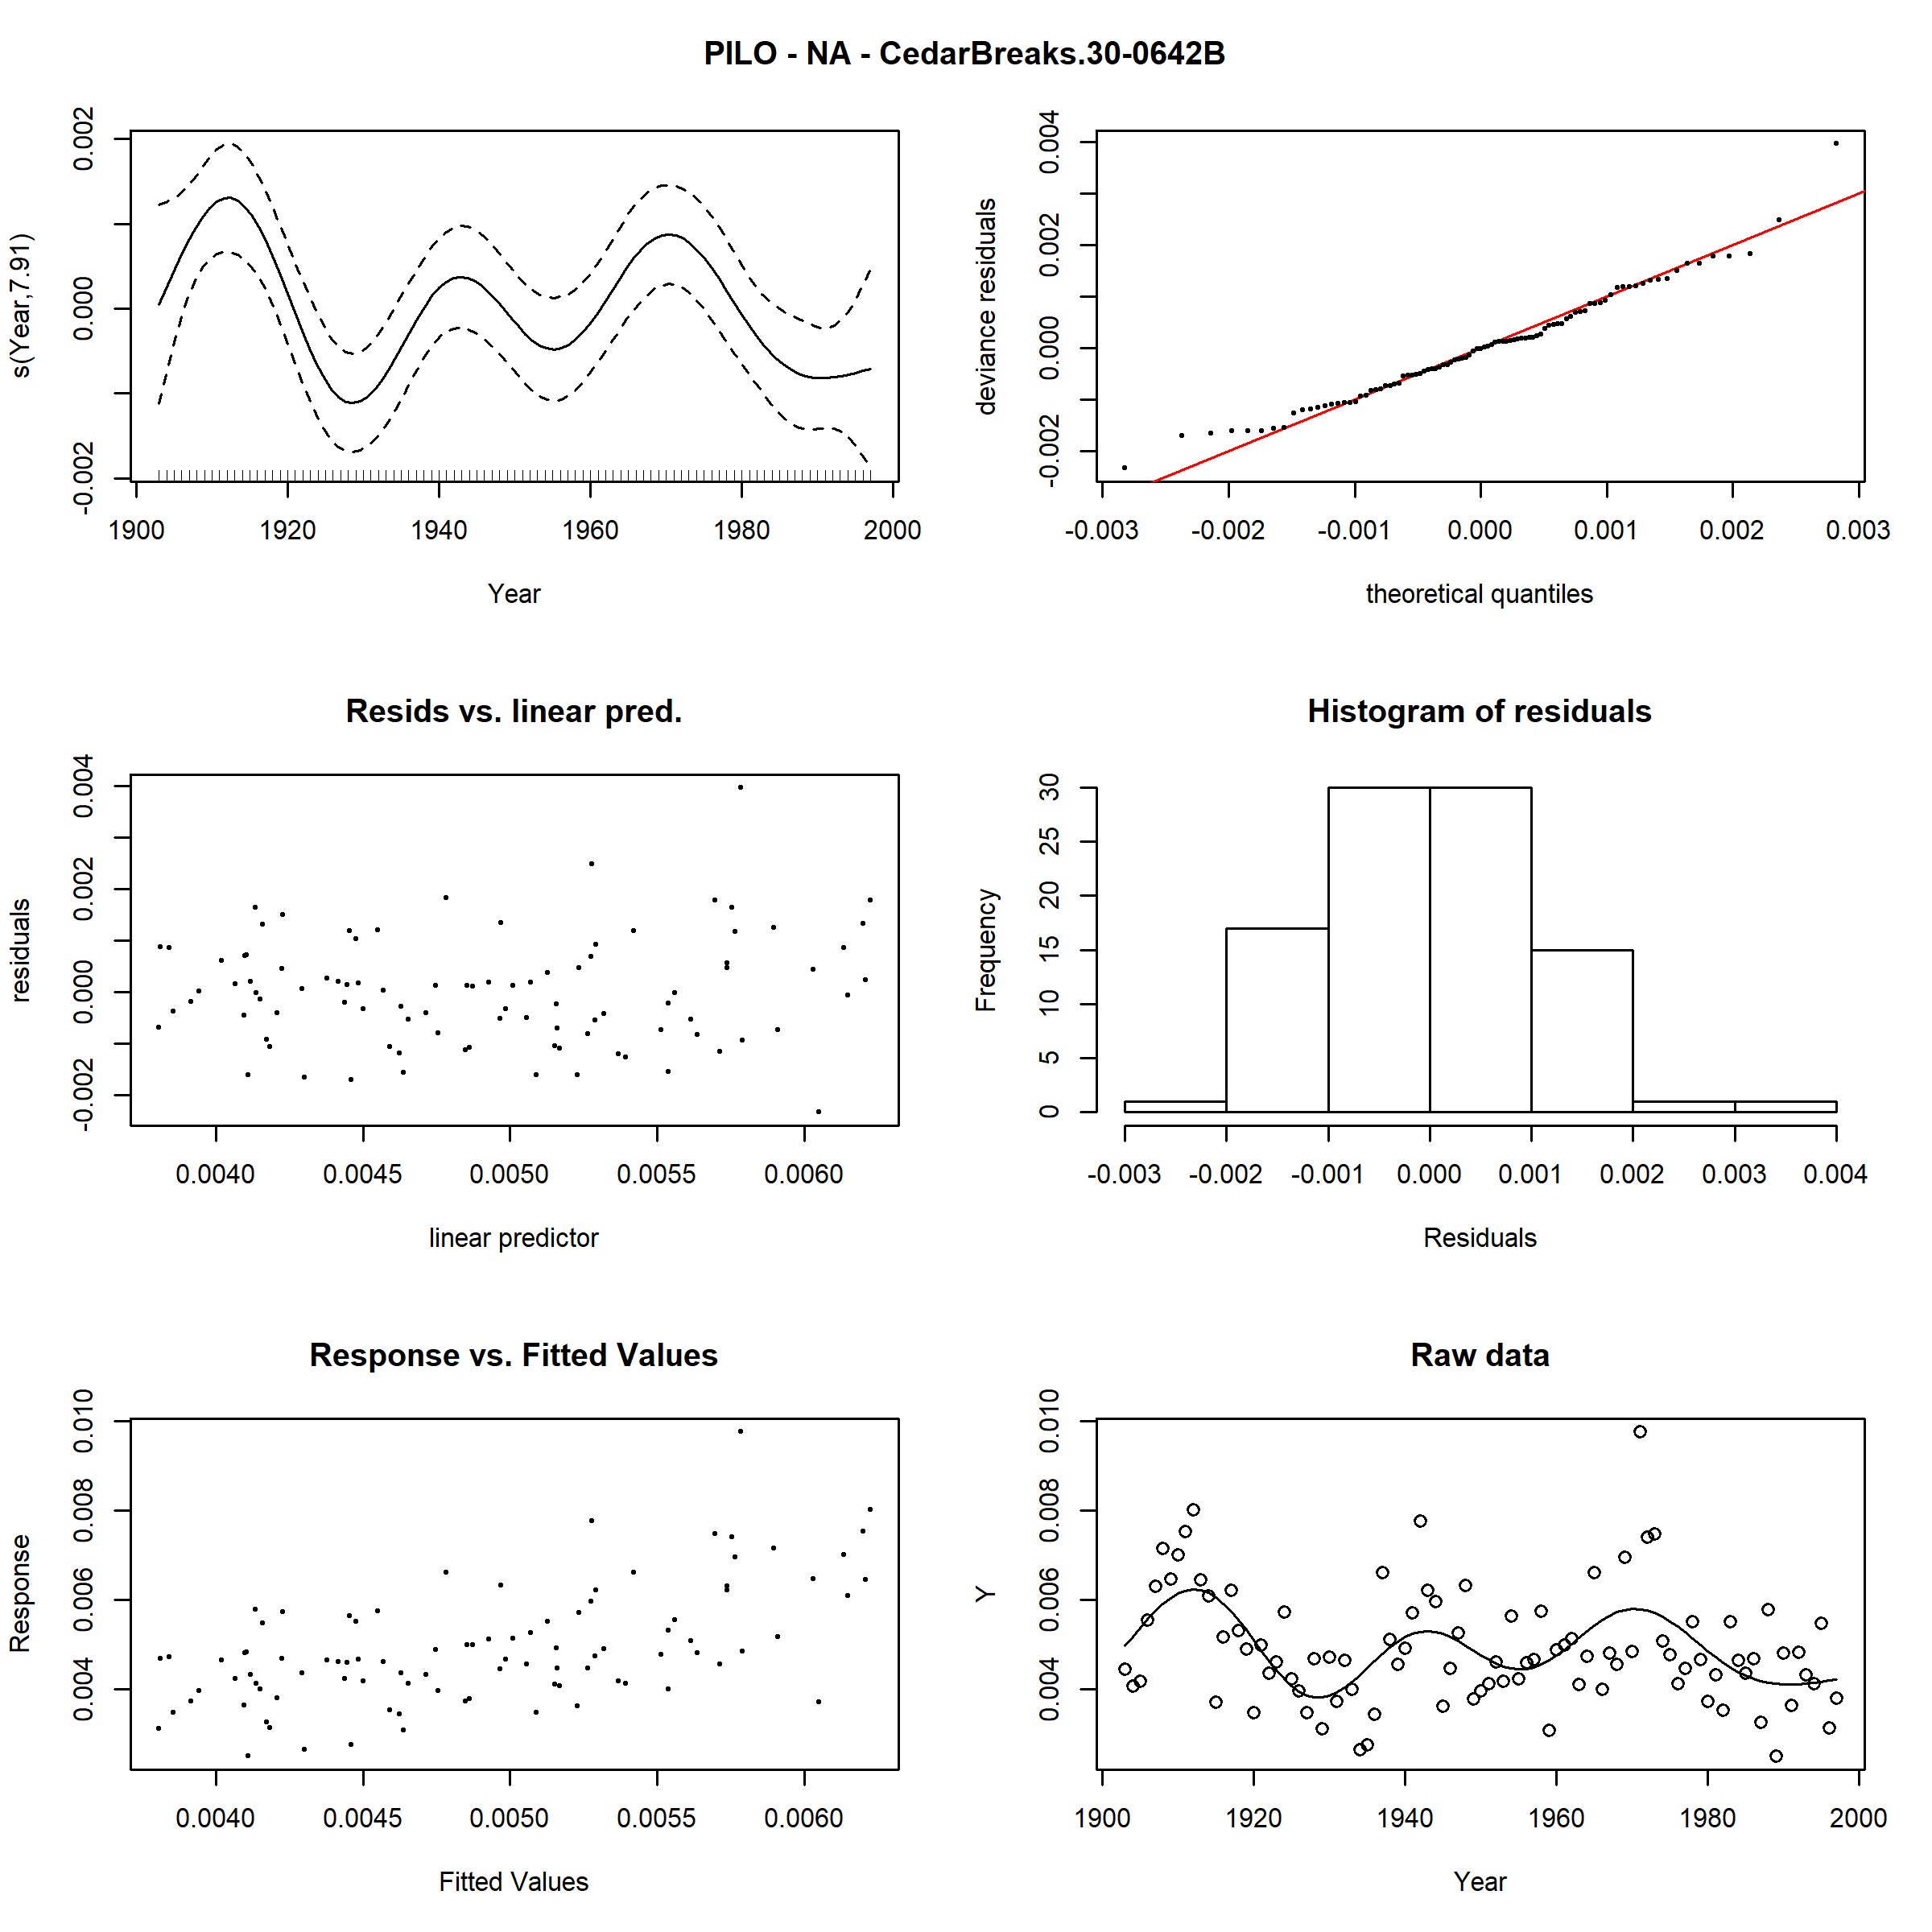 PILO - NA - CedarBreaks.30-0642B
s(Year,7.91)
0.002
0.000
-0.002
1900 1920 1940 1960 1980 2000
Year
deviance residuals
0.004
0.002
0.000
-0.002
-0.003 -0.002 -0.001 0.000 0.001 0.002 0.003
theoretical quantiles
Resids vs. linear pred.
residuals
0.004
0.002
0.000
-0.002
0.0040 0.0045 0.0050 0.0055 0.0060
linear predictor
Histogram of residuals
Frequency
30
25
20
15
10
5
0
-0.003 -0.002 -0.001 0.000 0.001 0.002 0.003 0.004
Residuals
Response vs. Fitted Values
Response
0.010
0.008
0.006
0.004
0.0040 0.0045 0.0050 0.0055 0.0060
Fitted Values
Raw data
Y
0.010
0.008
0.006
0.004
1900 1920 1940 1960 1980 2000
Year